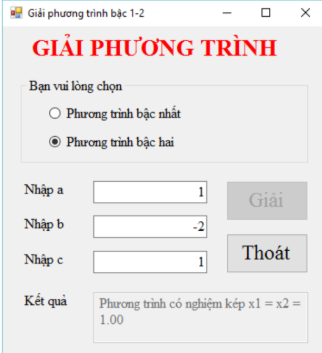 Giải phương trình bậc 1-2
GIẢI PHƯƠNG TRÌNH
Bạn vui lòng chọn
Phương trình bậc nhất
Phương trình bậc hai
Nhập a 1
Giải
Nhập b -2
Nhập c 1
Thoát
Kết quả
Phương trình có nghiệm kép x1 = x2 =
1.00